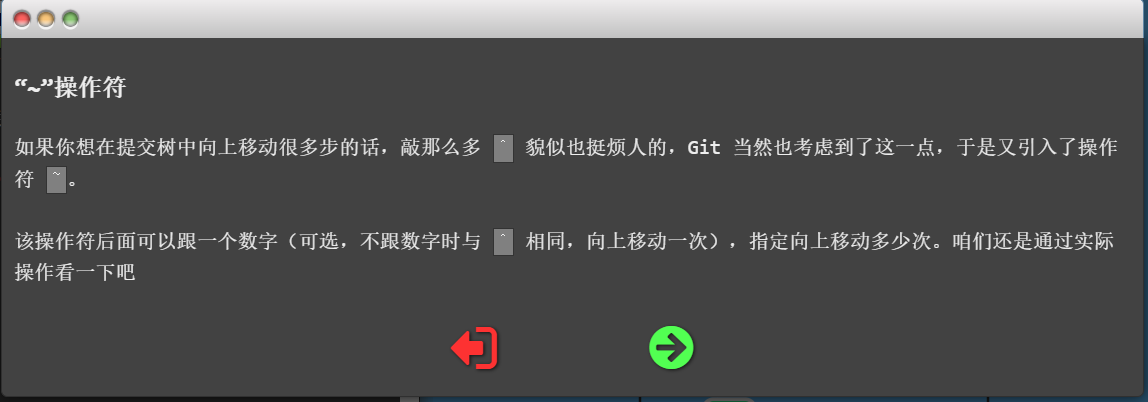 “~”操作符
如果你想在提交树中向上移动很多步的话，敲那么多 ^ 貌似也挺烦人的，Git 当然也考虑到了这一点，于是又引入了操作
符 ~。
该操作符后面可以跟一个数字（可选，不跟数字时与 ^ 相同，向上移动一次），指定向上移动多少次。咱们还是通过实际
操作看一下吧